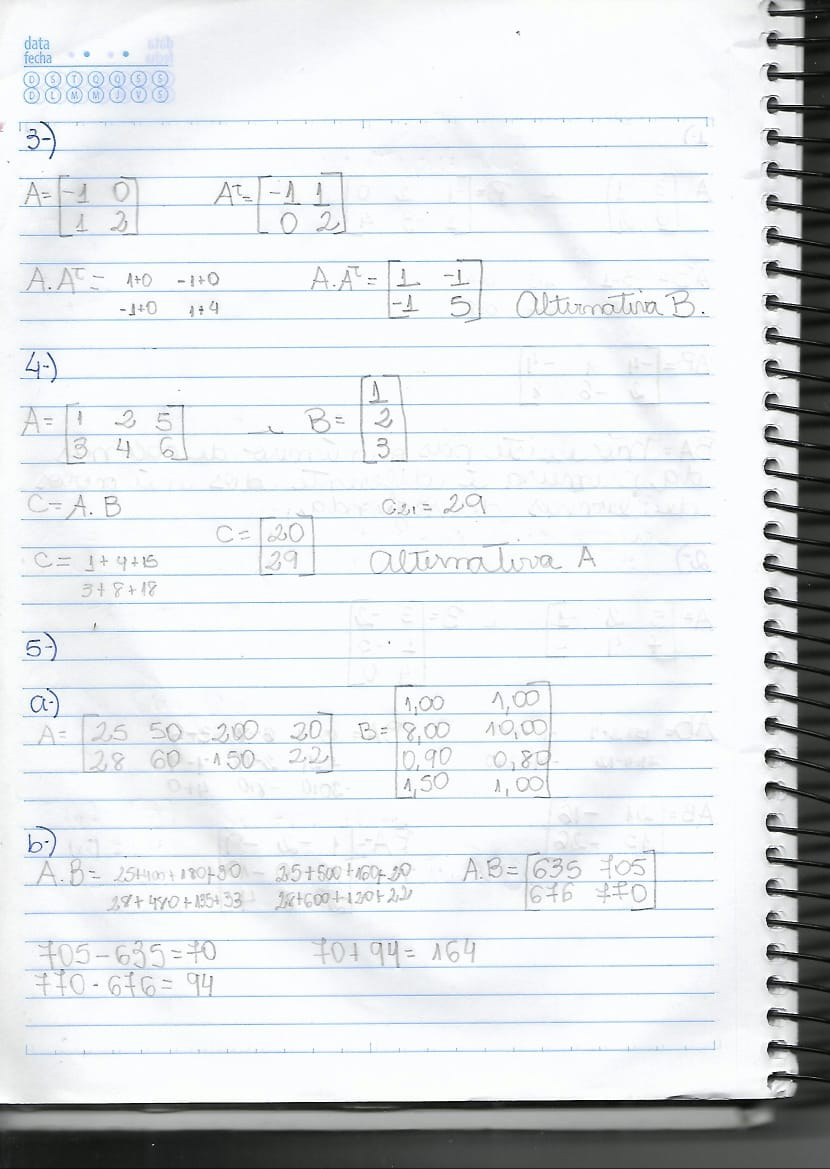 data
fecha
D S T Q Q S S
D L M M J V S
3-)
A = [-1 0   Aᵗ = [-1 1
1 2]   0 2]
A.Aᵗ = 1+0 -1+0   A.Aᵗ = [1 -1
-1+0 1+4   -1 5] Alternativa B.
4-)
A = [1 2 5   B = [1
3 4 6]   2
3]
C = A.B   C₂₁ = 29
C = [20
29]   alternativa A
C = 1+4+15
3+8+18
5-)
a-)
A = [25 50 200 20   B = [1,00 1,00
28 60 150 22]   8,00 10,00
0,90 0,80
1,50 1,00]
b-)
A.B = 25+400+180+30   25+500+160+20   A.B = [635 705
28+480+135+33   28+600+120+22   676 770]
705-635=70   70+94=164
770-676=94